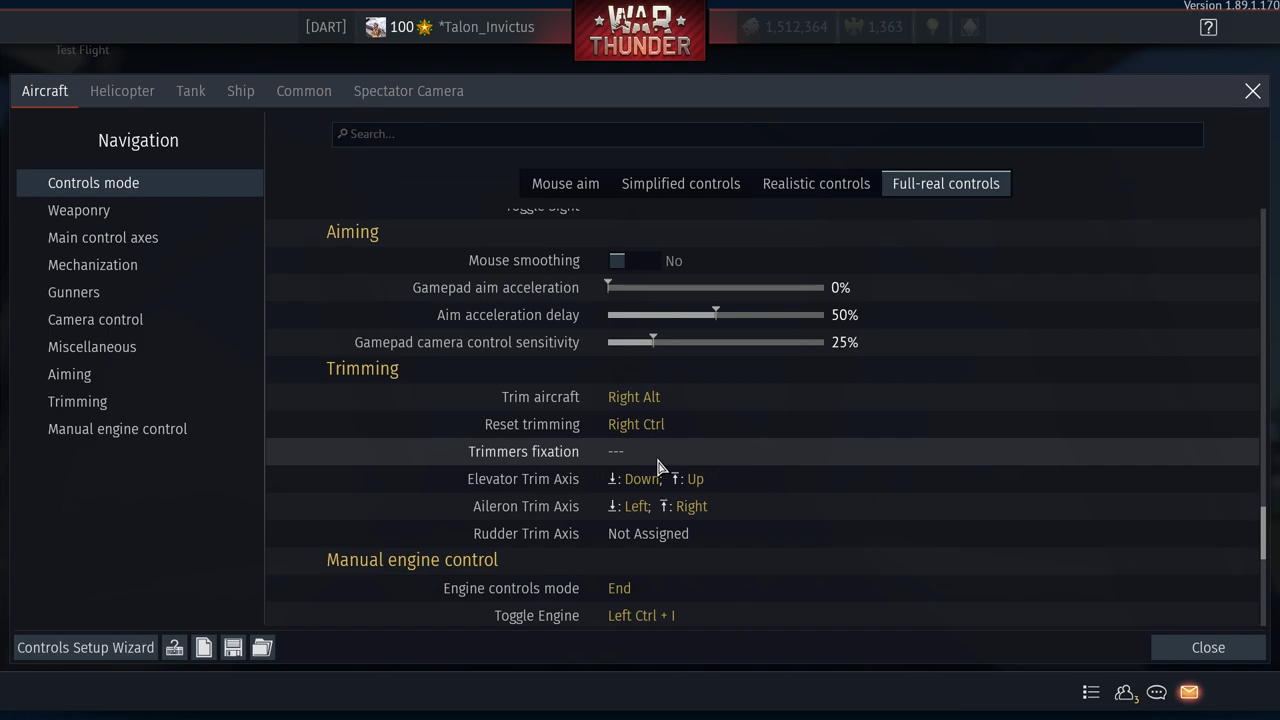 Version 1.89.1.170
[DART] 100 *Talon_Invictus
WAR
THUNDER
1,512,364 1,363
Test Flight
Aircraft Helicopter Tank Ship Common Spectator Camera
Navigation
Search...
Controls mode
Mouse aim Simplified controls Realistic controls Full-real controls
Weaponry
Toggle Sight
Aiming
Main control axes
Mouse smoothing No
Mechanization
Gamepad aim acceleration 0%
Gunners
Aim acceleration delay 50%
Camera control
Gamepad camera control sensitivity 25%
Miscellaneous
Trimming
Aiming
Trim aircraft Right Alt
Trimming
Reset trimming Right Ctrl
Manual engine control
Trimmers fixation ---
Elevator Trim Axis ↓: Down; ↑: Up
Aileron Trim Axis ↓: Left; ↑: Right
Rudder Trim Axis Not Assigned
Manual engine control
Engine controls mode End
Toggle Engine Left Ctrl + I
Controls Setup Wizard Close
3